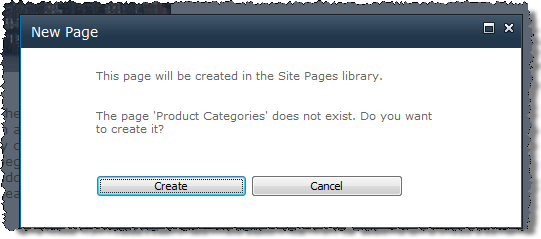 New Page
This page will be created in the Site Pages library.
The page 'Product Categories' does not exist. Do you want
to create it?
Create
Cancel